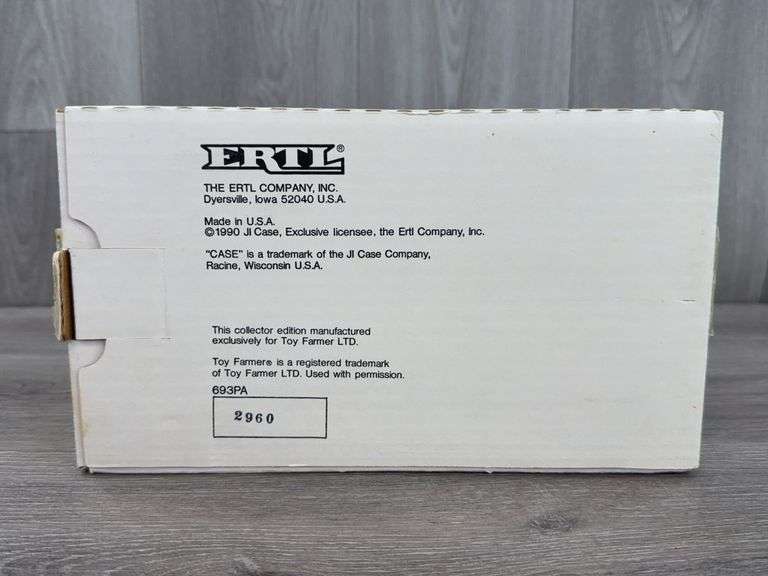 ERTL®
THE ERTL COMPANY, INC.
Dyersville, Iowa 52040 U.S.A.
Made in U.S.A.
©1990 JI Case, Exclusive licensee, the Ertl Company, Inc.
"CASE" is a trademark of the JI Case Company,
Racine, Wisconsin U.S.A.
This collector edition manufactured
exclusively for Toy Farmer LTD.
Toy Farmer® is a registered trademark
of Toy Farmer LTD. Used with permission.
693PA
2960